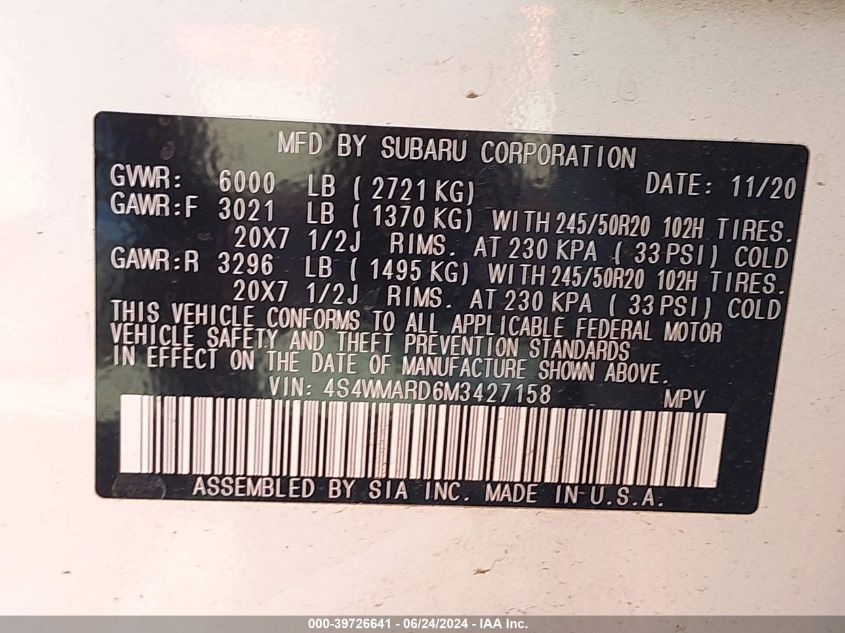 MFD BY SUBARU CORPORATION
GVWR: 6000 LB ( 2721 KG) DATE: 11/20
GAWR:F 3021 LB ( 1370 KG) WITH 245/50R20 102H TIRES.
20X7 1/2J RIMS. AT 230 KPA ( 33 PSI) COLD
GAWR:R 3296 LB ( 1495 KG) WITH 245/50R20 102H TIRES.
20X7 1/2J RIMS. AT 230 KPA ( 33 PSI) COLD
THIS VEHICLE CONFORMS TO ALL APPLICABLE FEDERAL MOTOR
VEHICLE SAFETY AND THEFT PREVENTION STANDARDS
IN EFFECT ON THE DATE OF MANUFACTURE SHOWN ABOVE.
VIN: 4S4WMARD6M3427158 MPV
ASSEMBLED BY SIA INC. MADE IN U.S.A.
000-39726641 - 06/24/2024 - IAA Inc.